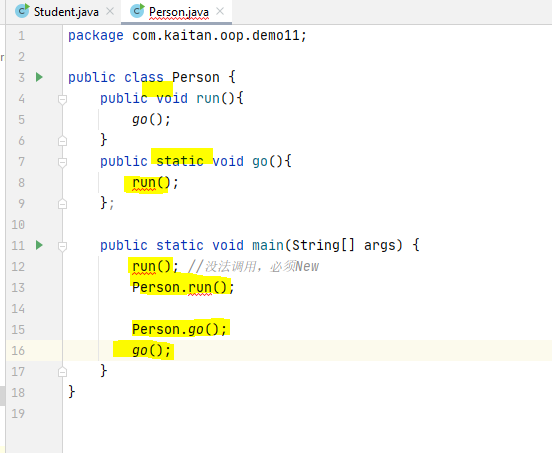 Student.java Person.java
1 package com.kaitan.oop.demo11;
2
3 public class Person {
4 public void run(){
5 go();
6 }
7 public static void go(){
8 run();
9 };
10
11 public static void main(String[] args) {
12 run(); //没法调用，必须New
13 Person.run();
14
15 Person.go();
16 go();
17 }
18 }
19